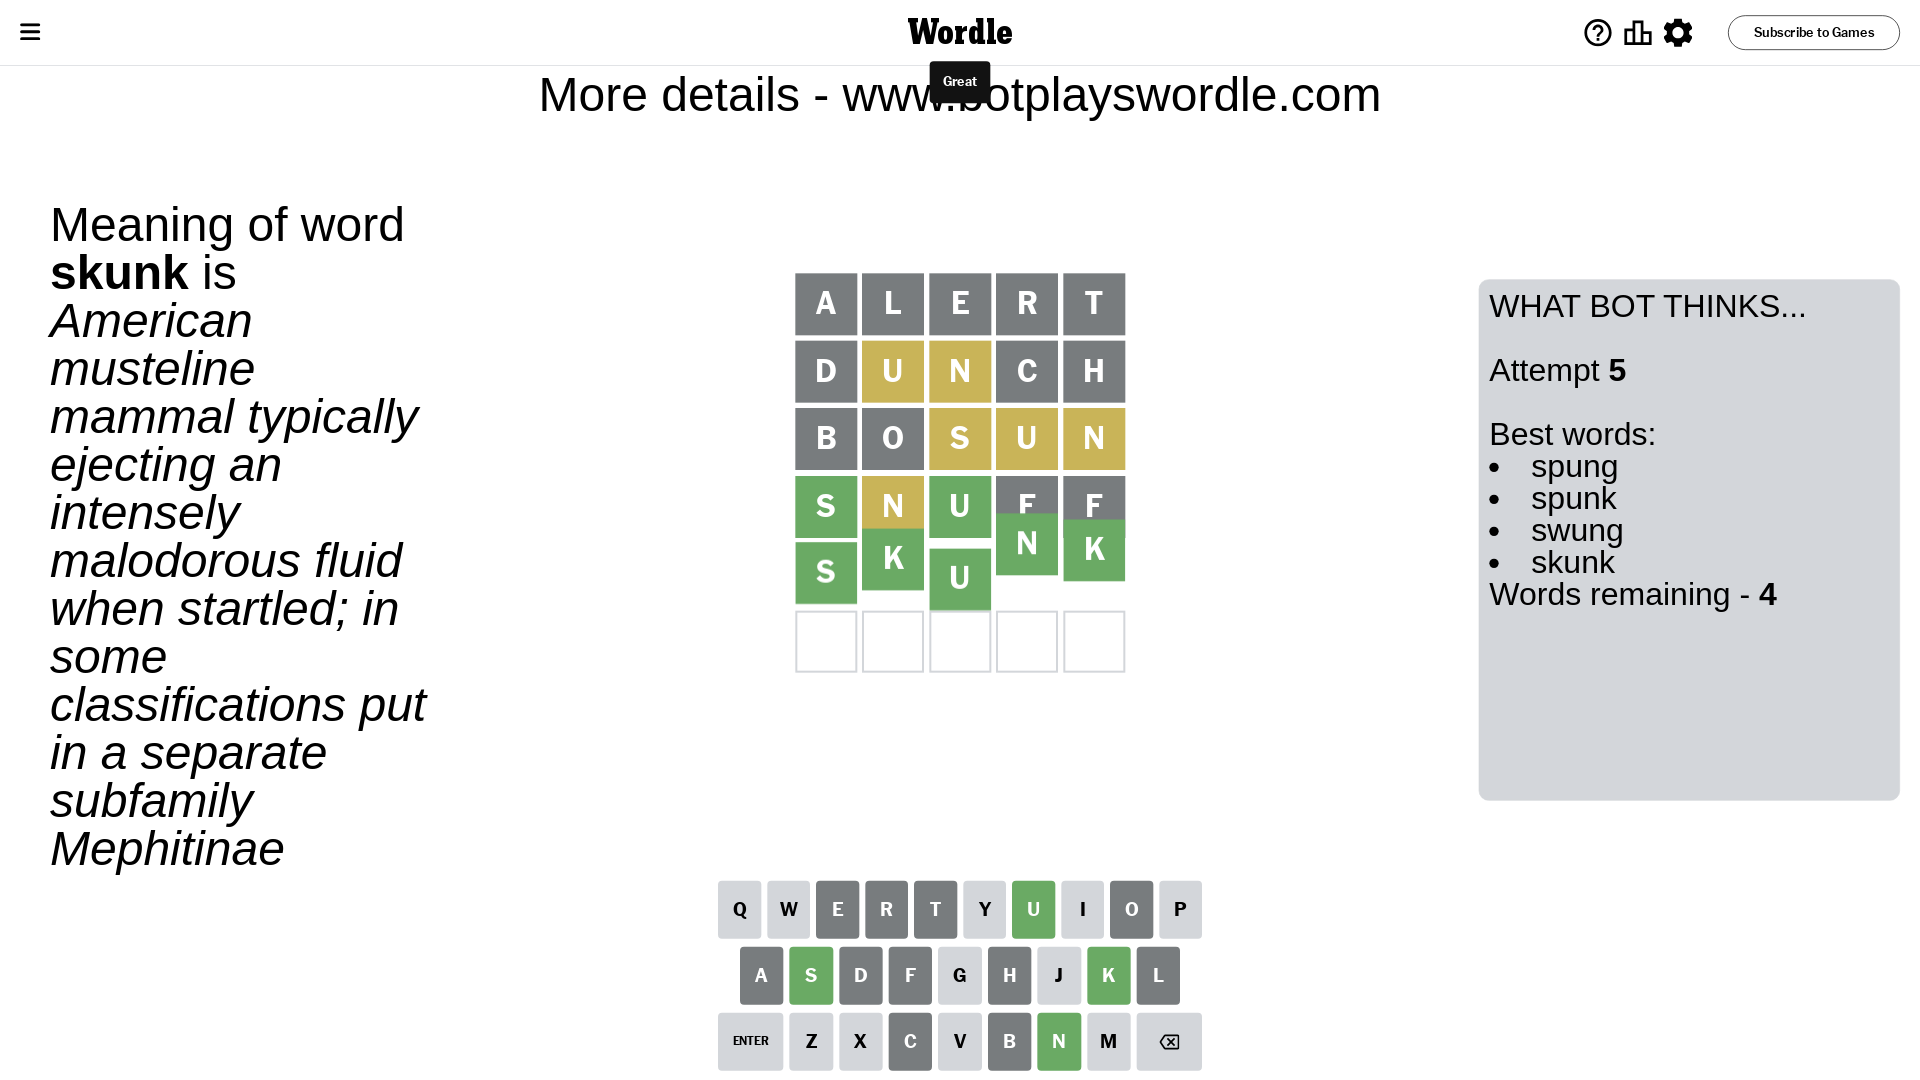 Wordle
Subscribe to Games
Great
More details - www.botplayswordle.com
Meaning of word
skunk is
American
musteline
mammal typically
ejecting an
intensely
malodorous fluid
when startled; in
some
classifications put
in a separate
subfamily
Mephitinae
A L E R T
D U N C H
B O S U N
S N U F F
S K U N K
WHAT BOT THINKS...
Attempt 5
Best words:
• spung
• spunk
• swung
• skunk
Words remaining - 4
Q W E R T Y U I O P
A S D F G H J K L
ENTER Z X C V B N M